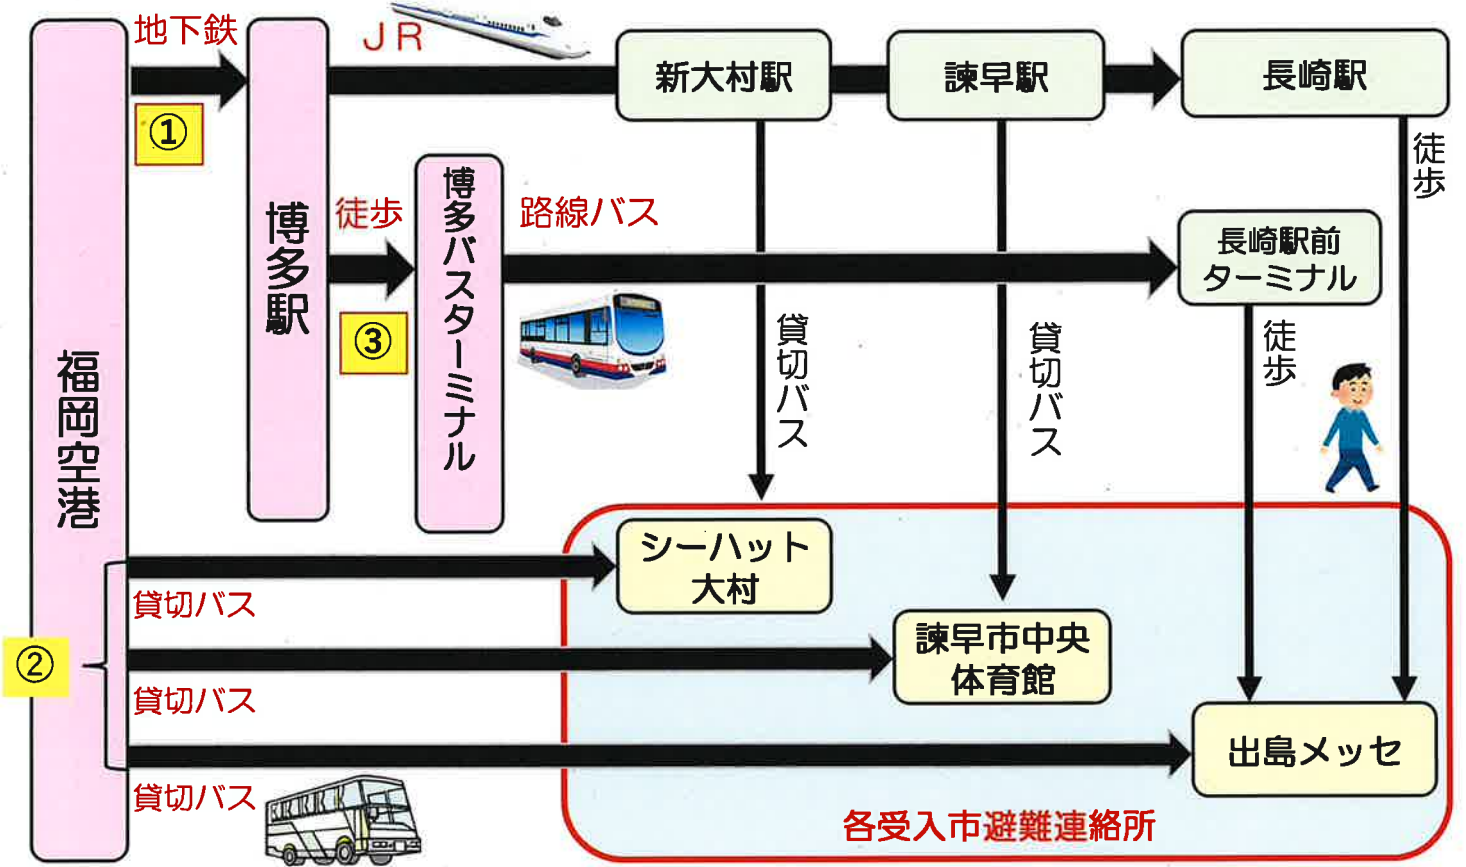 地下鉄
JR
新大村駅
諫早駅
長崎駅
①
徒歩
博多駅
徒歩
博多バスターミナル
路線バス
長崎駅前
ターミナル
③
貸切バス
貸切バス
徒歩
福岡空港
シーハット
大村
貸切バス
諫早市中央
体育館
②
貸切バス
出島メッセ
貸切バス
各受入市避難連絡所